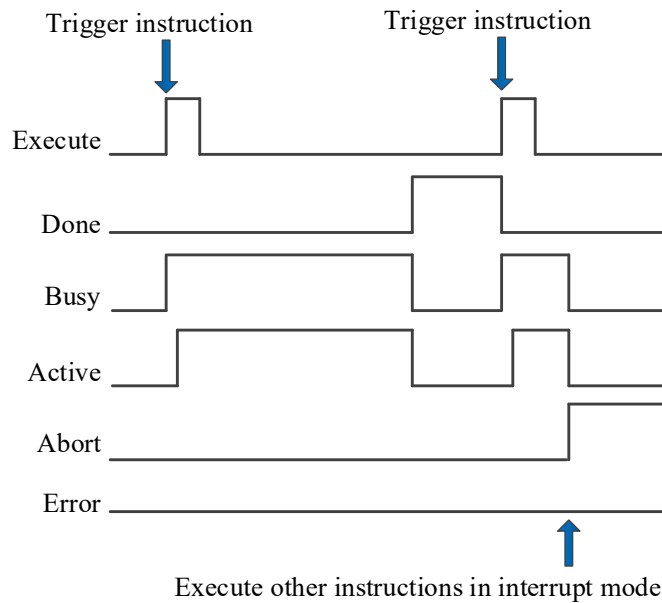 Trigger instruction Trigger instruction
Execute
Done
Busy
Active
Abort
Error
Execute other instructions in interrupt mode